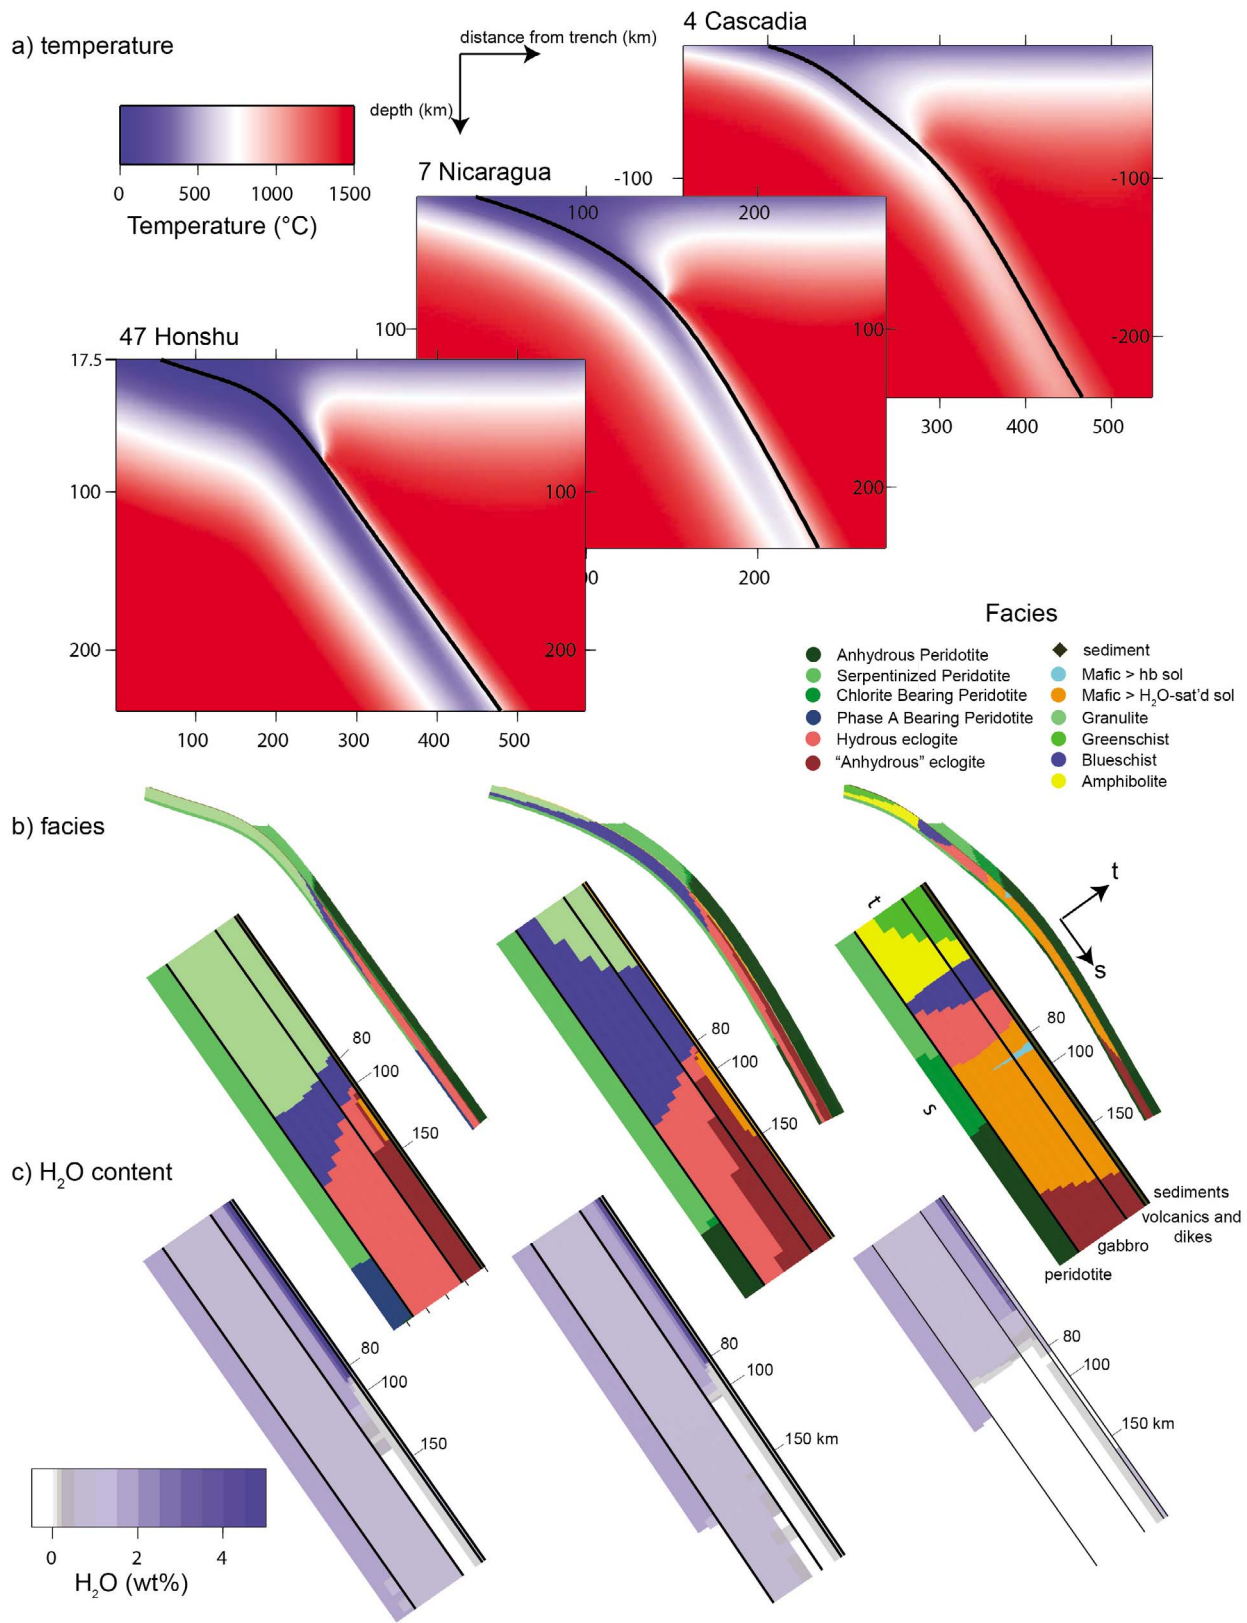 4 Cascadia
a) temperature
distance from trench (km)
depth (km)
7 Nicaragua
-100
-100
0 500 1000 1500
Temperature (°C)
100
200
47 Honshu
100
100
-200
17.5
300 400 500
100
100
200
00
200
200
200
100 200 300 400 500
Facies
Anhydrous Peridotite
Serpentinized Peridotite
Chlorite Bearing Peridotite
Phase A Bearing Peridotite
Hydrous eclogite
“Anhydrous” eclogite
sediment
Mafic > hb sol
Mafic > H2O-sat'd sol
Granulite
Greenschist
Blueschist
Amphibolite
b) facies
t
s
t
s
80
100
150
80
100
150
80
100
150
sediments
volcanics and
dikes
gabbro
peridotite
c) H2O content
80
100
150
80
100
150 km
80
100
150 km
0 2 4
H2O (wt%)